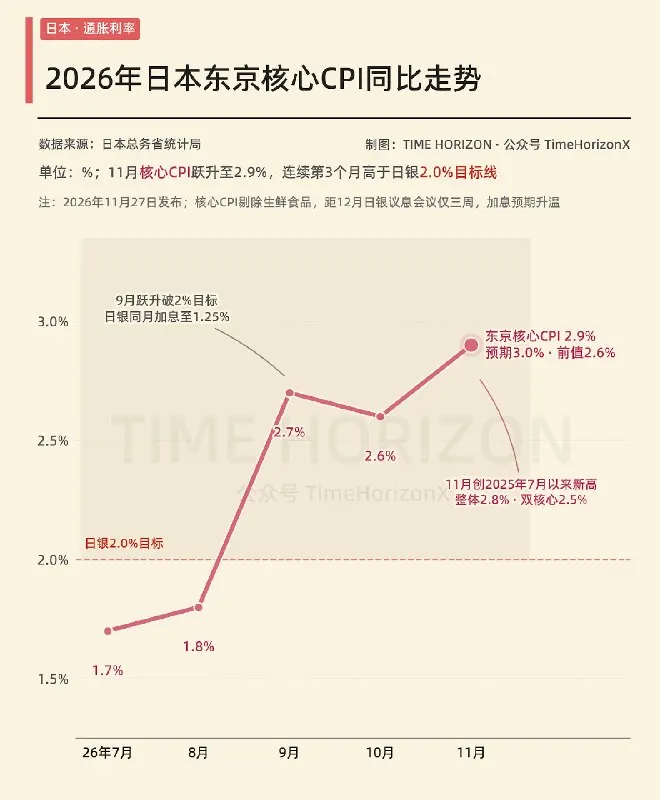 日本·通胀利率
2026年日本东京核心CPI同比走势
数据来源：日本总务省统计局
制图：TIME HORIZON · 公众号 TimeHorizonX
单位：%；11月核心CPI跃升至2.9%，连续第3个月高于日银2.0%目标线
注：2026年11月27日发布；核心CPI剔除生鲜食品，距12月日银议息会议仅三周，加息预期升温
9月跃升破2%目标
日银同月加息至1.25%
3.0%
东京核心CPI 2.9%
预期3.0% · 前值2.6%
TIME HORIZON
2.7%
2.5%
2.6%
11月创2025年7月以来新高
整体2.8% · 双核心2.5%
公众号 TimeHorizonX
日银2.0%目标
2.0%
1.8%
1.7%
1.5%
26年7月
8月
9月
10月
11月